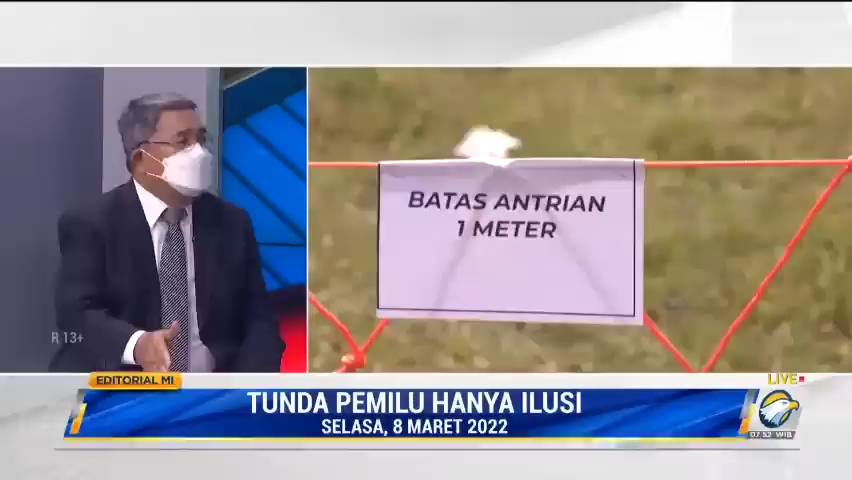 BATAS ANTRIAN
1 METER
R 13+
EDITORIAL MI
LIVE
TUNDA PEMILU HANYA ILUSI
SELASA, 8 MARET 2022
07:52 WIB